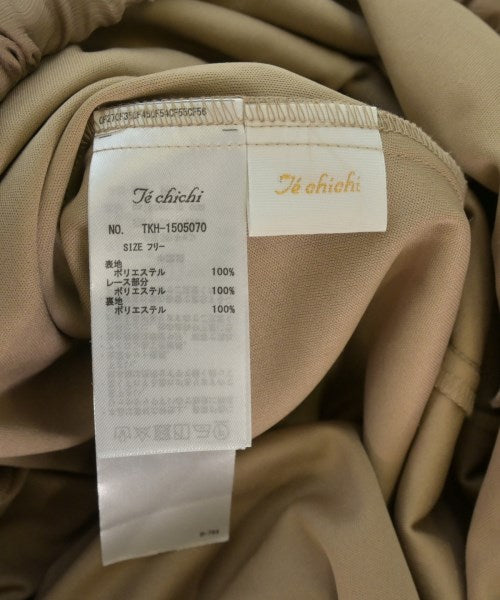 Té chichi
Té chichi
NO. TKH-1505070
SIZE フリー
表地
ポリエステル 100%
レース部分
ポリエステル 100%
裏地
ポリエステル 100%